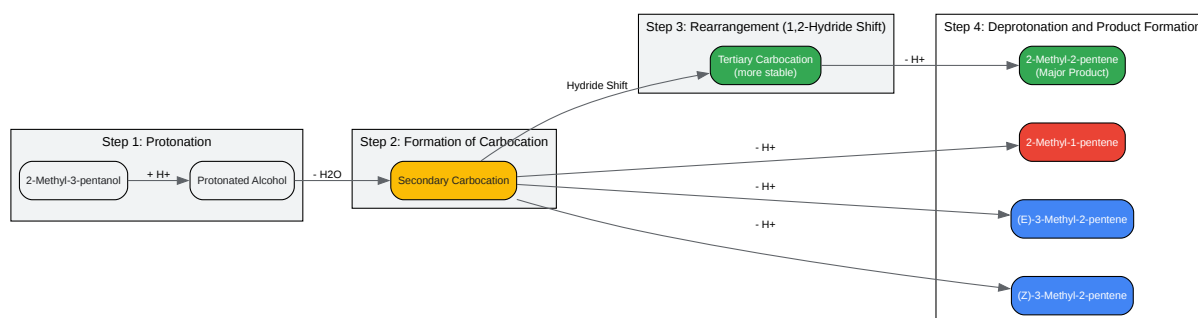 Step 1: Protonation
2-Methyl-3-pentanol
+ H+
Protonated Alcohol
- H2O
Step 2: Formation of Carbocation
Secondary Carbocation
Hydride Shift
Step 3: Rearrangement (1,2-Hydride Shift)
Tertiary Carbocation
(more stable)
- H+
- H+
- H+
- H+
Step 4: Deprotonation and Product Formation
2-Methyl-2-pentene
(Major Product)
2-Methyl-1-pentene
(E)-3-Methyl-2-pentene
(Z)-3-Methyl-2-pentene